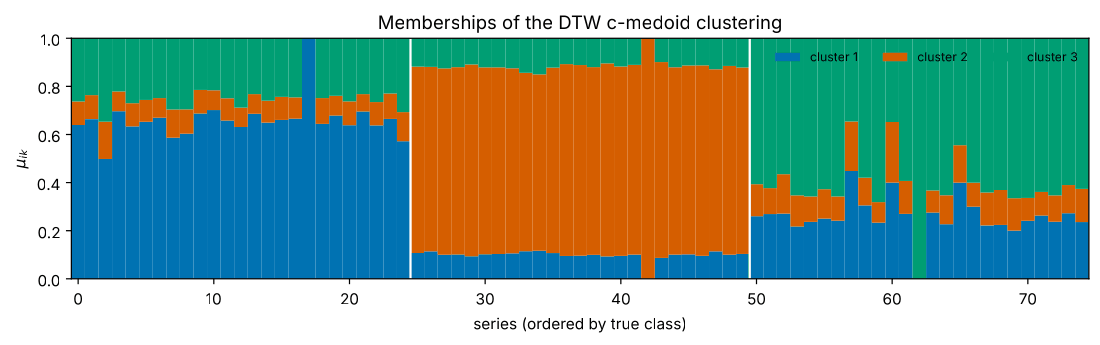 Memberships of the DTW c-medoid clustering
cluster 1 cluster 2 cluster 3
1.0
0.8
0.6
0.4
0.2
0.0
μik
0 10 20 30 40 50 60 70
series (ordered by true class)